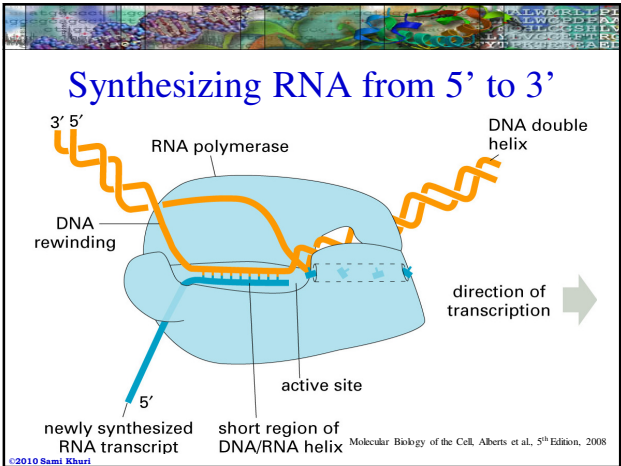 Synthesizing RNA from 5’ to 3’
3′ 5′
RNA polymerase
DNA double
helix
DNA
rewinding
direction of
transcription
active site
5′
newly synthesized
RNA transcript
short region of
DNA/RNA helix
Molecular Biology of the Cell, Alberts et al., 5th Edition, 2008
©2010 Sami Khuri